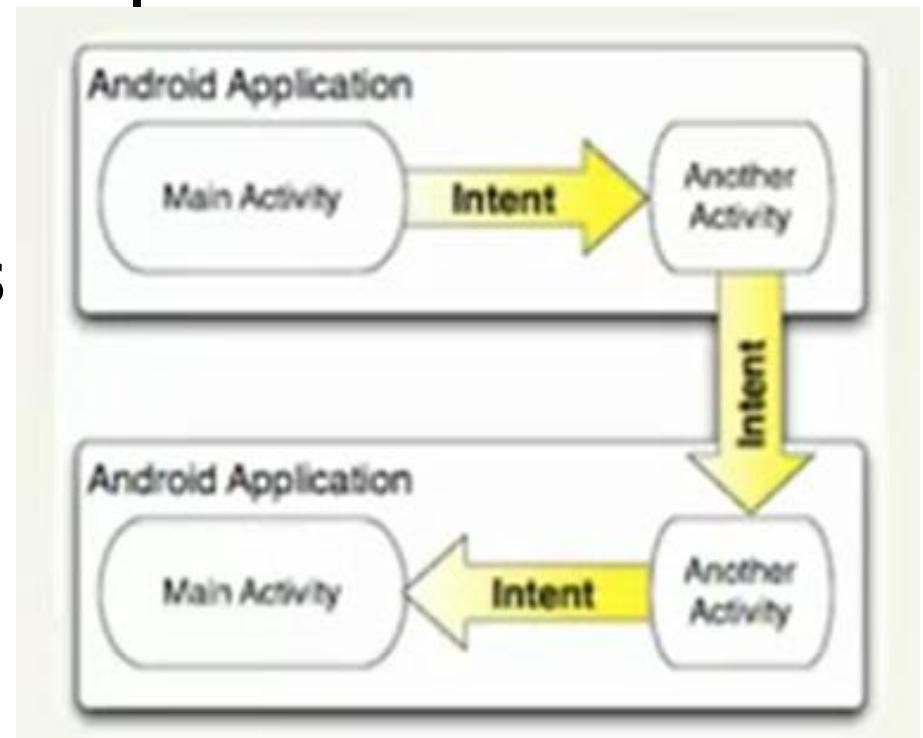 Android Application
Main Activity
Intent
Another
Activity
Intent
Android Application
Main Activity
Intent
Another
Activity